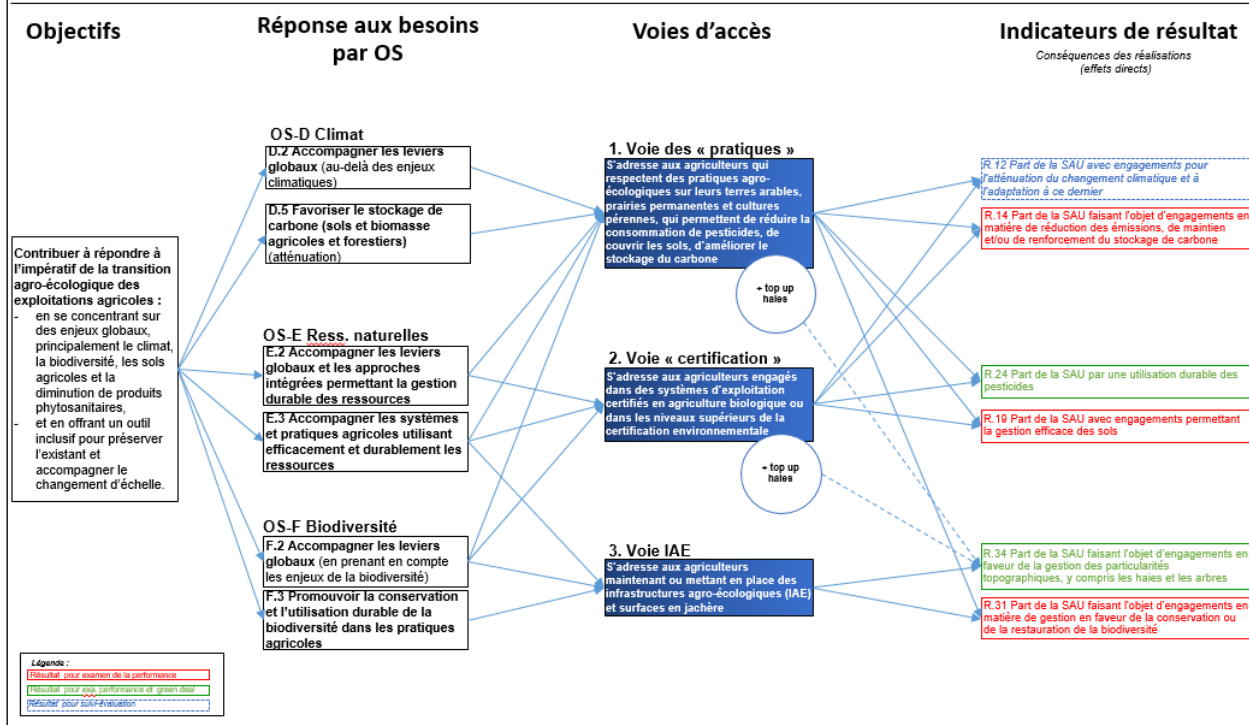 Objectifs
Réponse aux besoins
par OS
Voies d'accès
Indicateurs de résultat
Conséquences des réalisations
(effets directs)
Contribuer à répondre à
l'impératif de la transition
agro-écologique des
exploitations agricoles :
- en se concentrant sur
des enjeux globaux,
principalement le climat,
la biodiversité, les sols
agricoles et la
diminution de produits
phytosanitaires,
- et en offrant un outil
inclusif pour préserver
l'existant et
accompagner le
changement d'échelle.
OS-D Climat
D.2 Accompagner les leviers
globaux (au-delà des enjeux
climatiques)
D.5 Favoriser le stockage de
carbone (sols et biomasse
agricoles et forestiers)
(atténuation)
OS-E Ress. naturelles
E.2 Accompagner les leviers
globaux et les approches
intégrées permettant la gestion
durable des ressources
E.3 Accompagner les systèmes
et pratiques agricoles utilisant
efficacement et durablement les
ressources
OS-F Biodiversité
F.2 Accompagner les leviers
globaux (en prenant en compte
les enjeux de la biodiversité)
F.3 Promouvoir la conservation
et l'utilisation durable de la
biodiversité dans les pratiques
agricoles
1. Voie des « pratiques »
S'adresse aux agriculteurs qui
respectent des pratiques agro-
écologiques sur leurs terres arables,
prairies permanentes et cultures
pérennes, qui permettent de réduire la
consommation de pesticides, de
couvrir les sols, d'améliorer le
stockage du carbone
+ top up
haies
2. Voie « certification »
S'adresse aux agriculteurs engagés
dans des systèmes d'exploitation
certifiés en agriculture biologique ou
dans les niveaux supérieurs de la
certification environnementale
+ top up
haies
3. Voie IAE
S'adresse aux agriculteurs
maintenant ou mettant en place des
infrastructures agro-écologiques (IAE)
et surfaces en jachère
R.12 Part de la SAU avec engagements pour
l'atténuation du changement climatique et à
l'adaptation à ce dernier
R.14 Part de la SAU faisant l'objet d'engagements en
matière de réduction des émissions, de maintien
et/ou de renforcement du stockage de carbone
R.24 Part de la SAU par une utilisation durable des
pesticides
R.19 Part de la SAU avec engagements permettant
la gestion efficace des sols
R.34 Part de la SAU faisant l'objet d'engagements en
faveur de la gestion des particularités
topographiques, y compris les haies et les arbres
R.31 Part de la SAU faisant l'objet d'engagements en
matière de gestion en faveur de la conservation ou
de la restauration de la biodiversité
Légende :
Résultat pour examen de la performance
Résultat pour exa. performance et green deal
Résultat pour suivi-évaluation